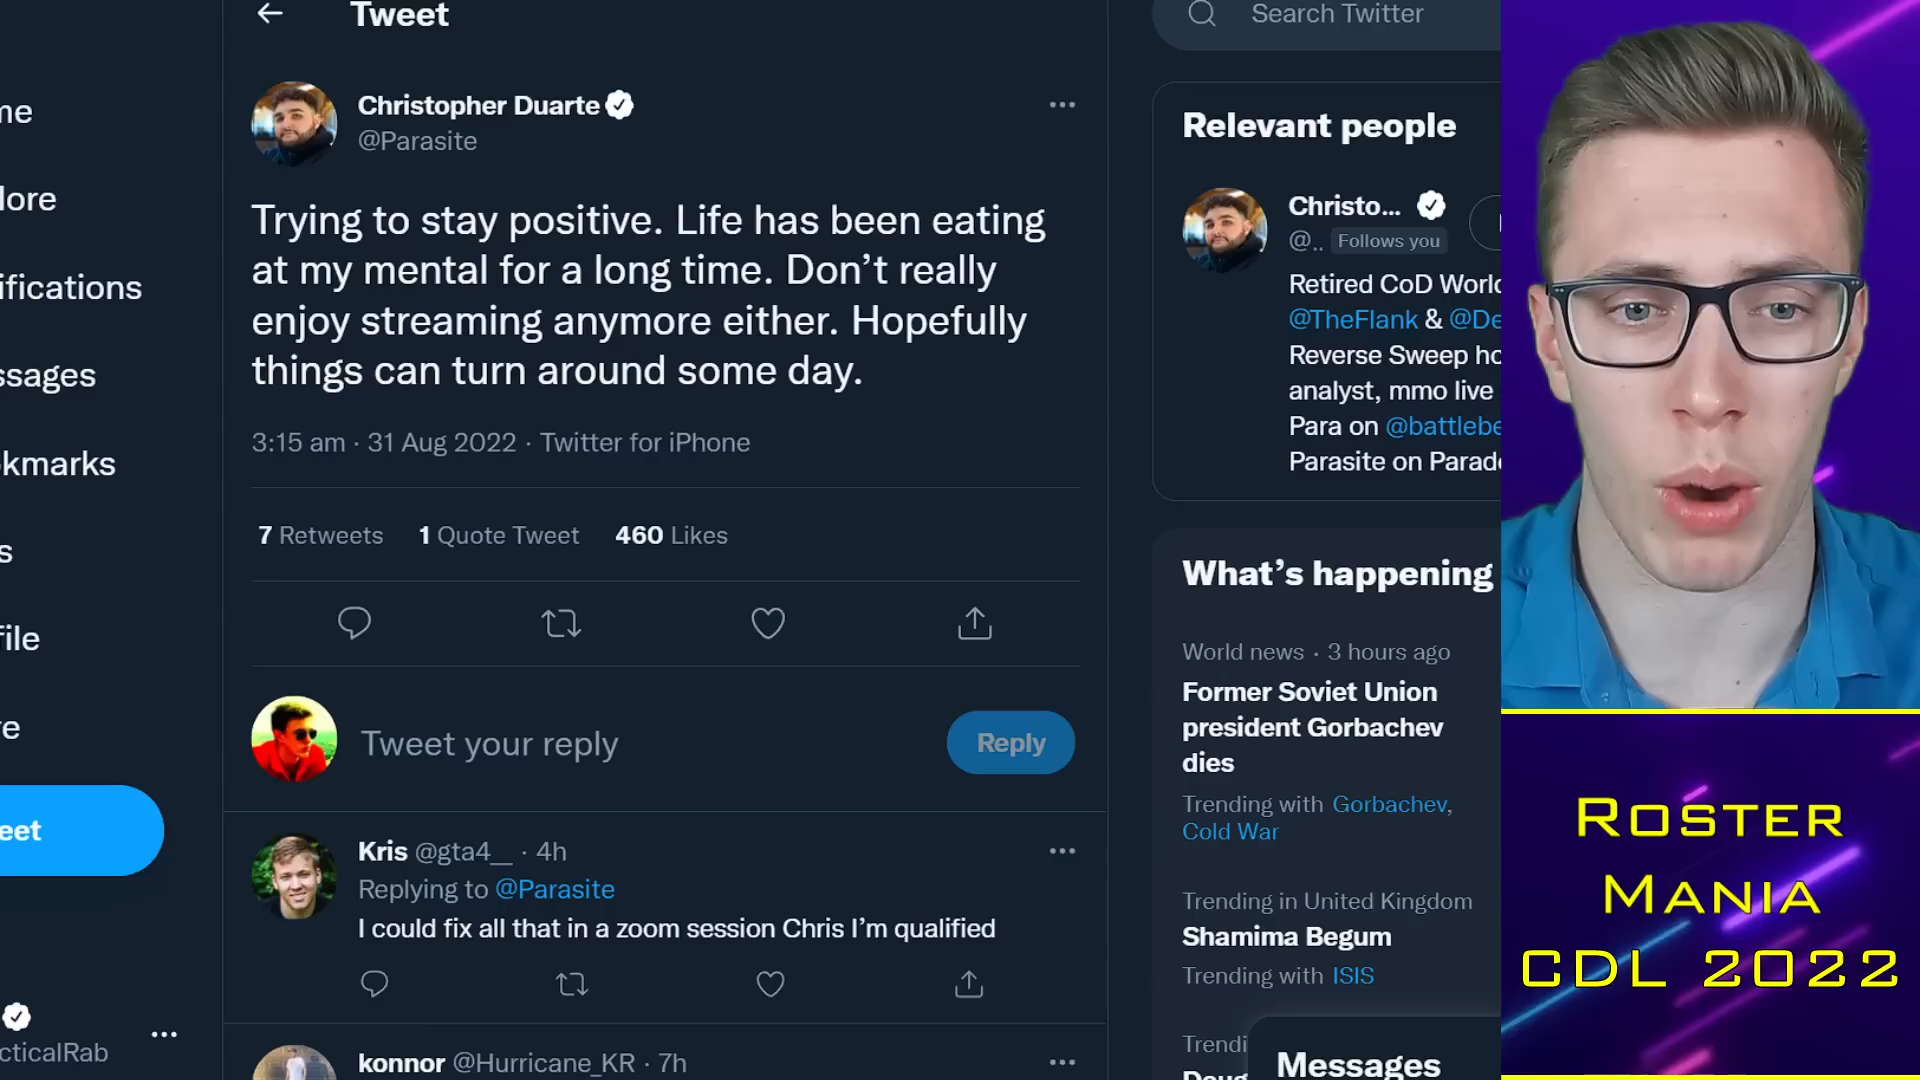 Tweet
Search Twitter
Christopher Duarte
@Parasite
Trying to stay positive. Life has been eating
at my mental for a long time. Don’t really
enjoy streaming anymore either. Hopefully
things can turn around some day.
3:15 am · 31 Aug 2022 · Twitter for iPhone
7 Retweets 1 Quote Tweet 460 Likes
Tweet your reply
Reply
Kris @gta4__ · 4h
Replying to @Parasite
I could fix all that in a zoom session Chris I’m qualified
konnor @Hurricane_KR · 7h
me
lore
ifications
ssages
kmarks
s
file
re
eet
cticalRab
Relevant people
Christo...
@.. Follows you
Retired CoD Worl
@TheFlank & @De
Reverse Sweep ho
analyst, mmo live
Para on @battlebe
Parasite on Parad
What’s happening
World news · 3 hours ago
Former Soviet Union
president Gorbachev
dies
Trending with Gorbachev,
Cold War
Trending in United Kingdom
Shamima Begum
Trending with ISIS
Trendi
Messages
Roster
Mania
CDL 2022